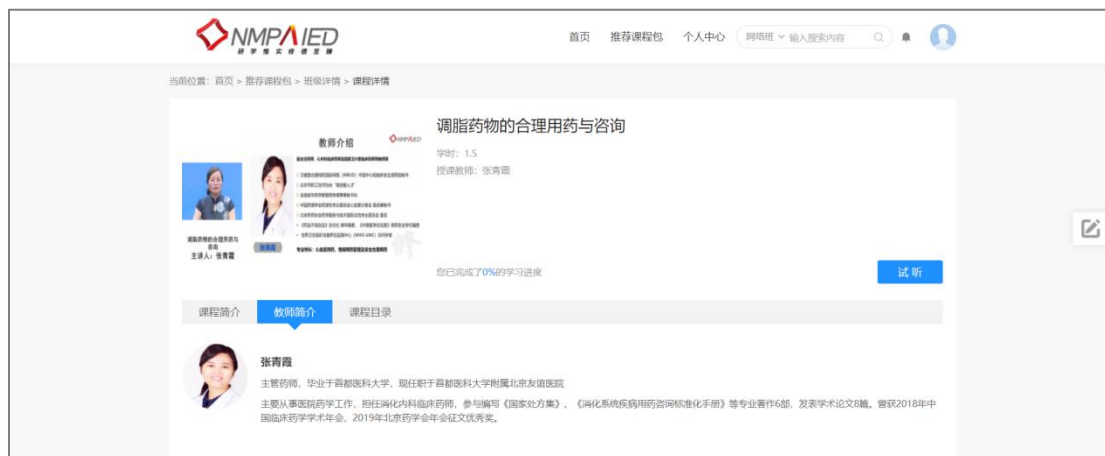 NMPAIED
研学惟实修德至臻
首页 推荐课程包 个人中心 网络班 输入搜索内容
当前位置：首页 > 推荐课程包 > 班级详情 > 课程详情
教师介绍
NMPAIED
调脂药物的合理用药与
咨询
主讲人：张青霞
张青霞
调脂药物的合理用药与咨询
学时：1.5
授课教师：张青霞
您已完成了0%的学习进度
试听
课程简介 教师简介 课程目录
张青霞
主管药师，毕业于首都医科大学，现任职于首都医科大学附属北京友谊医院
主要从事医院药学工作，担任消化内科临床药师，参与编写《国家处方集》、《消化系统疾病用药咨询标准化手册》等专业著作6部，发表学术论文8篇。曾获2018年中
国临床药学学术年会、2019年北京药学会年会征文优秀奖。